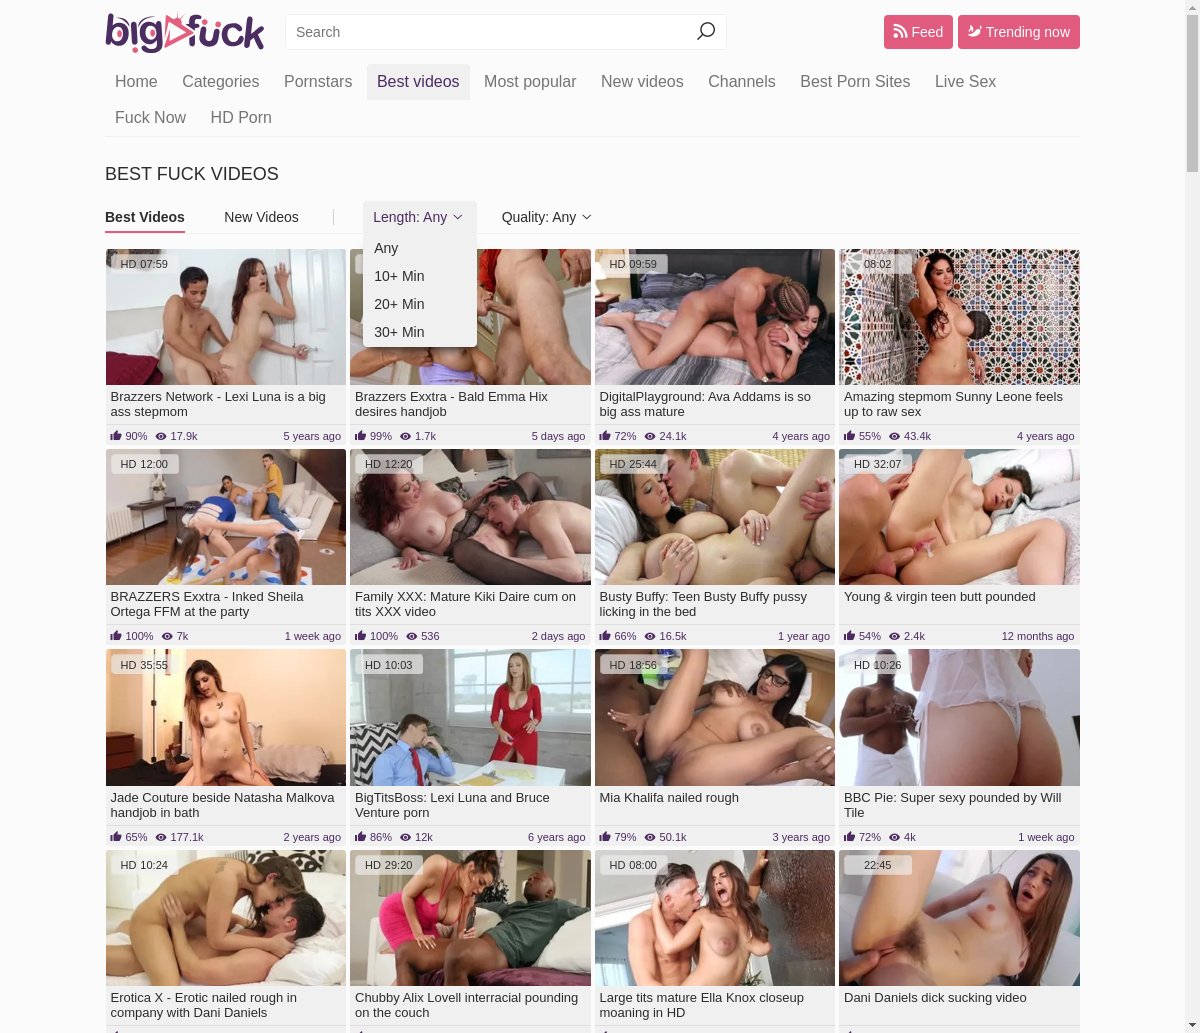 bigfuck
Search
Feed
Trending now
Home Categories Pornstars Best videos Most popular New videos Channels Best Porn Sites Live Sex
Fuck Now HD Porn
BEST FUCK VIDEOS
Best Videos New Videos Length: Any Quality: Any
Any
10+ Min
20+ Min
30+ Min
HD 07:59
HD 09:59
08:02
Brazzers Network - Lexi Luna is a big
ass stepmom
90% 17.9k 5 years ago
Brazzers Exxtra - Bald Emma Hix
desires handjob
99% 1.7k 5 days ago
DigitalPlayground: Ava Addams is so
big ass mature
72% 24.1k 4 years ago
Amazing stepmom Sunny Leone feels
up to raw sex
55% 43.4k 4 years ago
HD 12:00
BRAZZERS Exxtra - Inked Sheila
Ortega FFM at the party
100% 7k 1 week ago
HD 12:20
Family XXX: Mature Kiki Daire cum on
tits XXX video
100% 536 2 days ago
HD 25:44
Busty Buffy: Teen Busty Buffy pussy
licking in the bed
66% 16.5k 1 year ago
HD 32:07
Young & virgin teen butt pounded
54% 2.4k 12 months ago
HD 35:55
Jade Couture beside Natasha Malkova
handjob in bath
65% 177.1k 2 years ago
HD 10:03
BigTitsBoss: Lexi Luna and Bruce
Venture porn
86% 12k 6 years ago
HD 18:56
Mia Khalifa nailed rough
79% 50.1k 3 years ago
HD 10:26
BBC Pie: Super sexy pounded by Will
Tile
72% 4k 1 week ago
HD 10:24
Erotica X - Erotic nailed rough in
company with Dani Daniels
HD 29:20
Chubby Alix Lovell interracial pounding
on the couch
HD 08:00
Large tits mature Ella Knox closeup
moaning in HD
22:45
Dani Daniels dick sucking video